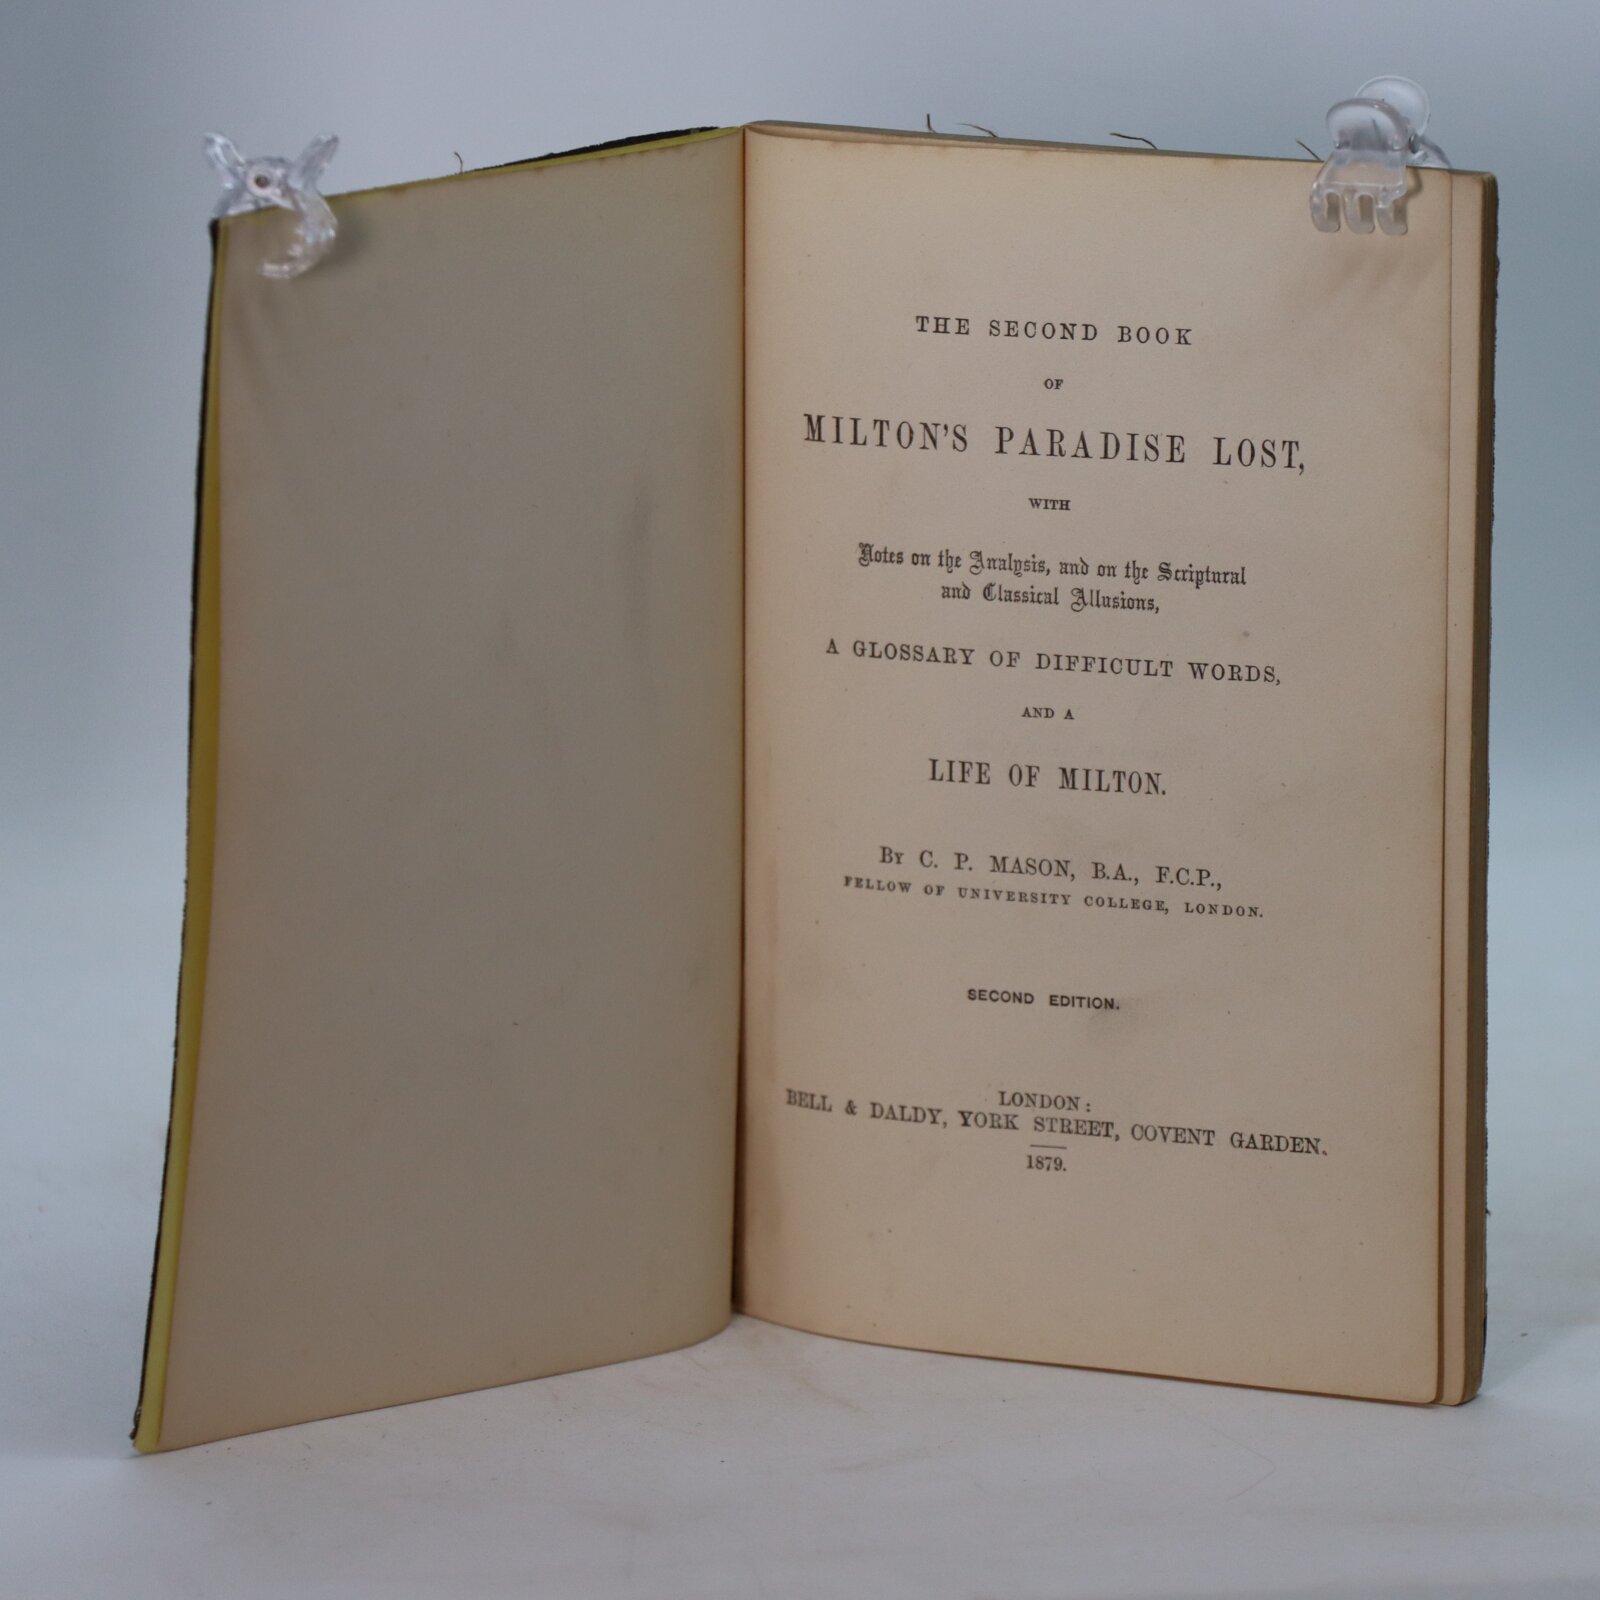 THE SECOND BOOK
OF
MILTON'S PARADISE LOST,
WITH
Notes on the Analysis, and on the Scriptural
and Classical Allusions,
A GLOSSARY OF DIFFICULT WORDS,
AND A
LIFE OF MILTON.
By C. P. MASON, B.A., F.C.P.,
FELLOW OF UNIVERSITY COLLEGE, LONDON.
SECOND EDITION.
LONDON:
BELL & DALDY, YORK STREET, COVENT GARDEN.
1879.